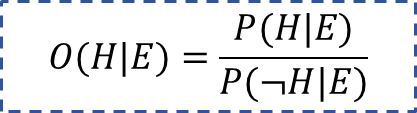 O(H|E) = P(H|E) / P(¬H|E)